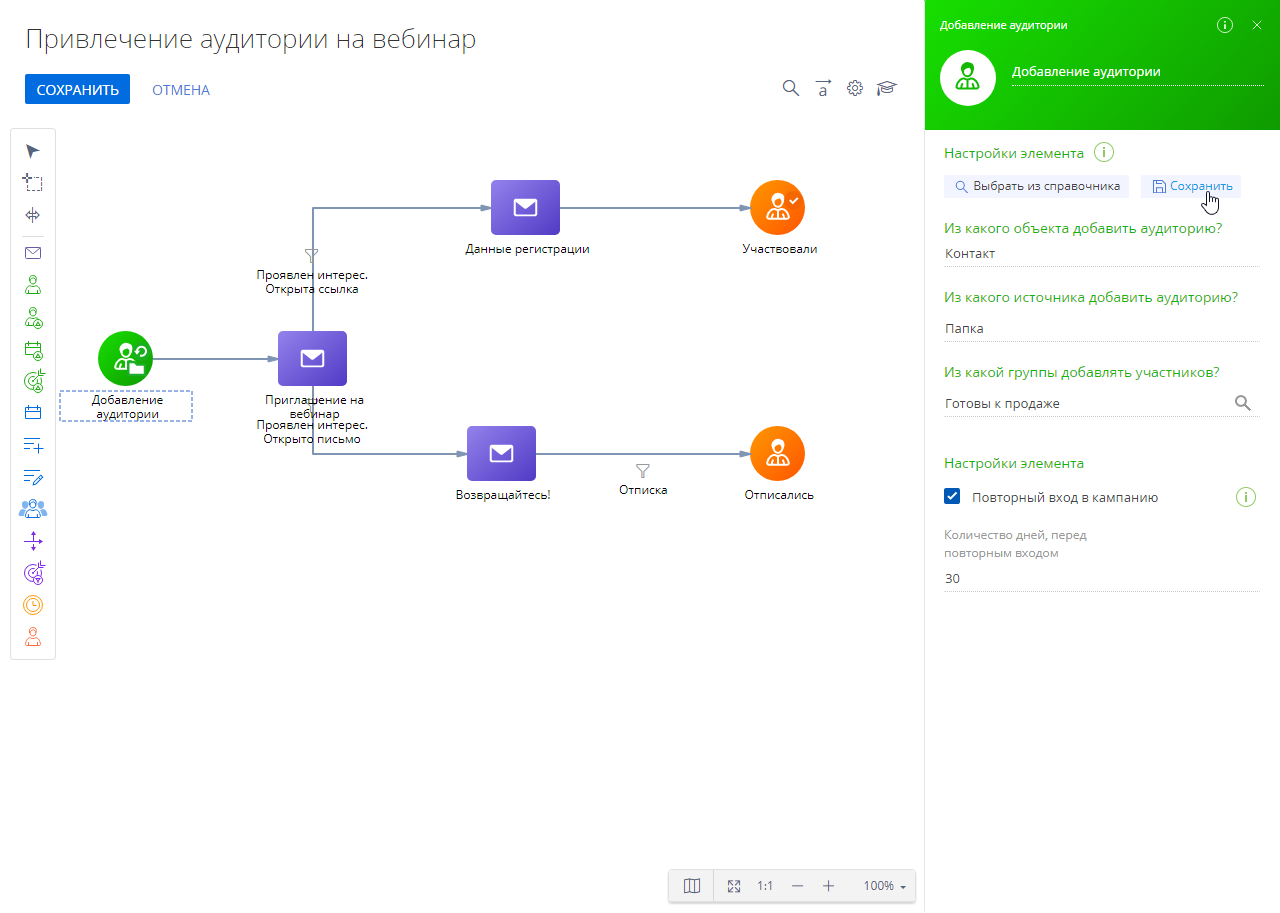 Привлечение аудитории на вебинар
СОХРАНИТЬ
ОТМЕНА
a
Данные регистрации
Участвовали
Проявлен интерес.
Открыта ссылка
Добавление
аудитории
Приглашение на
вебинар
Проявлен интерес.
Открыто письмо
Возвращайтесь!
Отписка
Отписались
1:1
100%
Добавление аудитории
Добавление аудитории
Настройки элемента
Выбрать из справочника
Сохранить
Из какого объекта добавить аудиторию?
Контакт
Из какого источника добавить аудиторию?
Папка
Из какой группы добавлять участников?
Готовы к продаже
Настройки элемента
Повторный вход в кампанию
Количество дней, перед
повторным входом
30